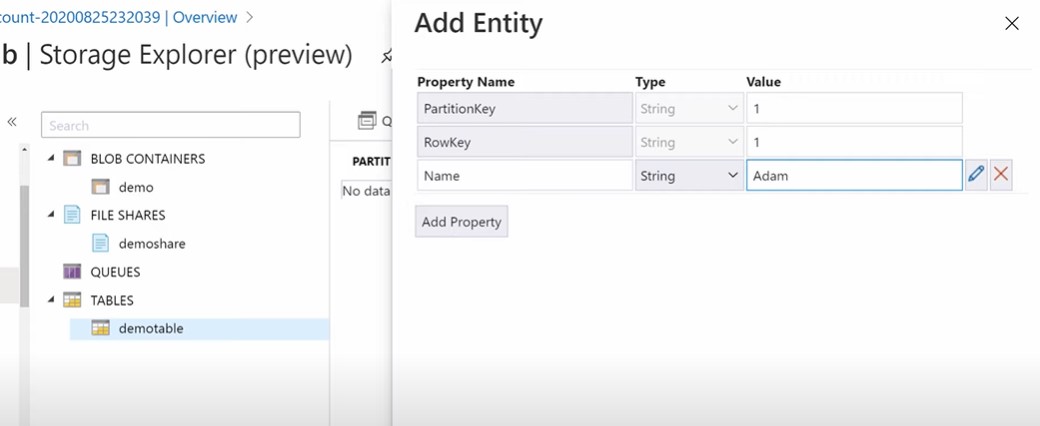 count-20200825232039 | Overview
b | Storage Explorer (preview)
Search
BLOB CONTAINERS
demo
FILE SHARES
demoshare
QUEUES
TABLES
demotable
Q
PARTIT
No data
Add Entity
Property Name Type Value
PartitionKey String 1
RowKey String 1
Name String Adam
Add Property